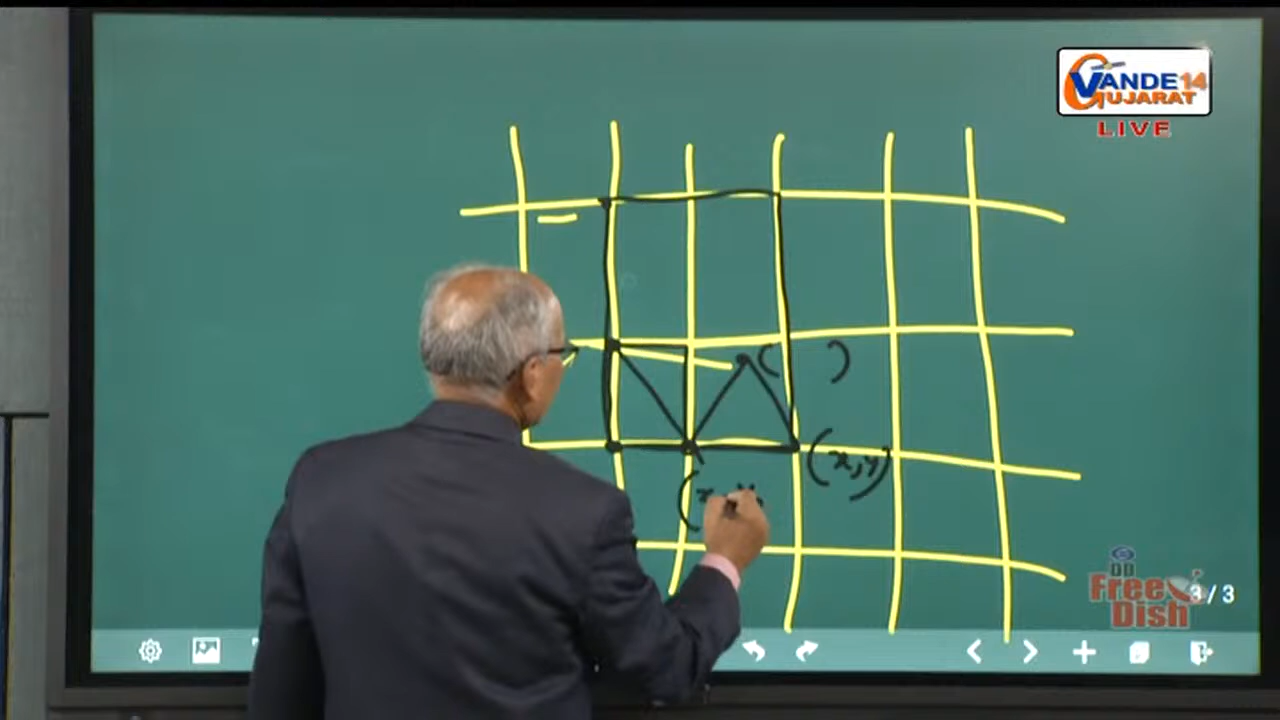 VANDE 14
GUJARAT
LIVE
( )
(x,y)
(x
DD
Free
Dish
3 / 3